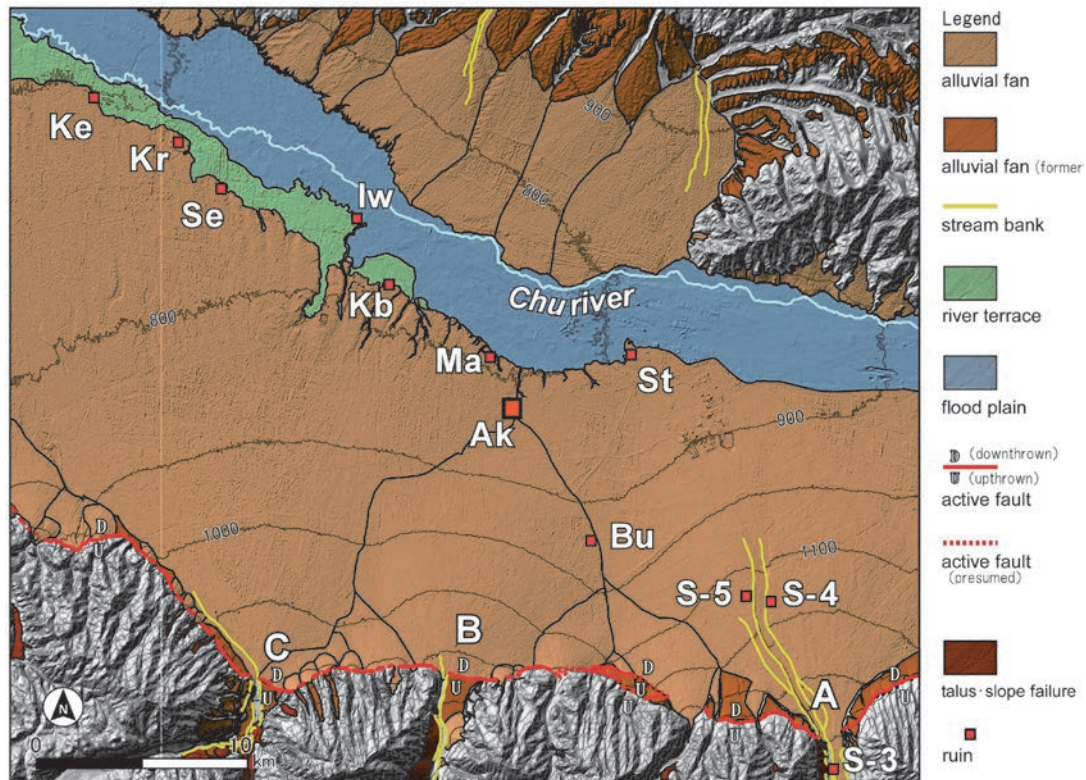 900
800
Ke
Kr
Iw
Se
Chu river
Kb
800
Ma
St
Ak
900
1000
Bu
1100
S-5
S-4
C
B
A
S-3
D
U
D
U
D
U
D
U
D
U
D
U
N
0
10
km
Legend
alluvial fan
alluvial fan (former
stream bank
river terrace
flood plain
D (downthrown)
U (upthrown)
active fault
active fault
(presumed)
talus·slope failure
ruin